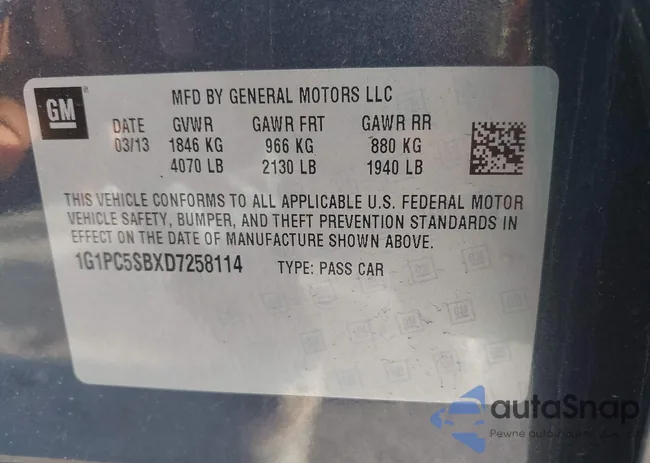 GM
MFD BY GENERAL MOTORS LLC
DATE GVWR GAWR FRT GAWR RR
03/13 1846 KG 966 KG 880 KG
4070 LB 2130 LB 1940 LB
THIS VEHICLE CONFORMS TO ALL APPLICABLE U.S. FEDERAL MOTOR
VEHICLE SAFETY, BUMPER, AND THEFT PREVENTION STANDARDS IN
EFFECT ON THE DATE OF MANUFACTURE SHOWN ABOVE.
1G1PC5SBXD7258114 TYPE: PASS CAR
autaSnap
Pewne auto